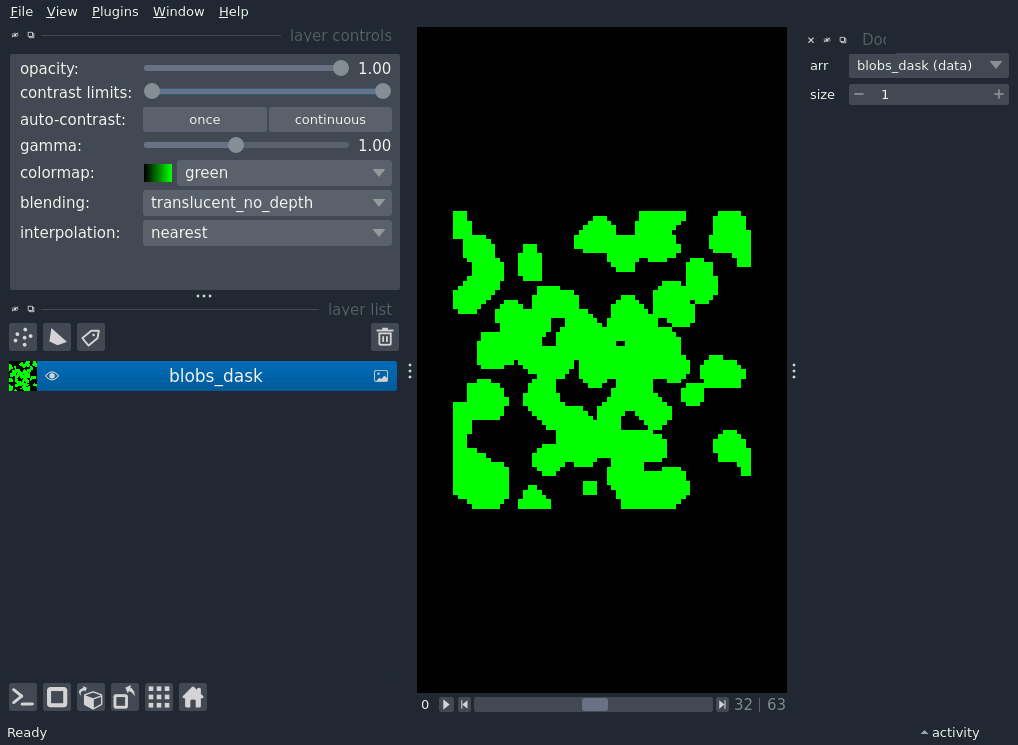 File View Plugins Window Help
layer controls
opacity: 1.00
contrast limits:
auto-contrast: once continuous
gamma: 1.00
colormap: green
blending: translucent_no_depth
interpolation: nearest
layer list
blobs_dask
0 32 | 63
Ready
arr blobs_dask (data)
size 1
activity